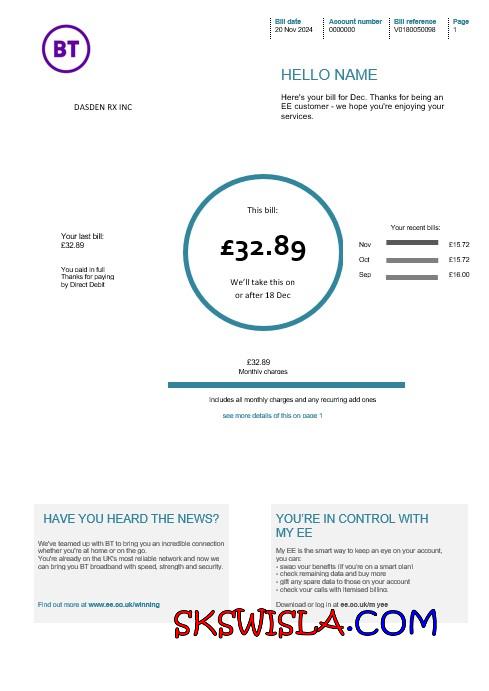 BT
Bill date
20 Nov 2024
Account number
0000000
Bill reference
V0180050098
Page
1
HELLO NAME
DASDEN RX INC
Here's your bill for Dec. Thanks for being an
EE customer - we hope you're enjoying your
services.
This bill:
£32.89
We'll take this on
or after 18 Dec
Your last bill:
£32.89
You paid in full
Thanks for paying
by Direct Debit
Your recent bills:
Nov £15.72
Oct £15.72
Sep £16.00
£32.89
Monthly charges
Includes all monthly charges and any recurring add ones
see more details of this on page 1
HAVE YOU HEARD THE NEWS?
We've teamed up with BT to bring you an incredible connection
whether you're at home or on the go.
You're already on the UK's most reliable network and now we
can bring you BT broadband with speed, strength and security.
Find out more at www.ee.co.uk/winning
YOU'RE IN CONTROL WITH
MY EE
My EE is the smart way to keep an eye on your account,
you can:
- swap your benefits (if you're on a smart plan)
- check remaining data and buy more
- gift any spare data to those on your account
- check your calls with itemised billing.
Download or log in at ee.co.uk/m yee
SKSWISLA.COM